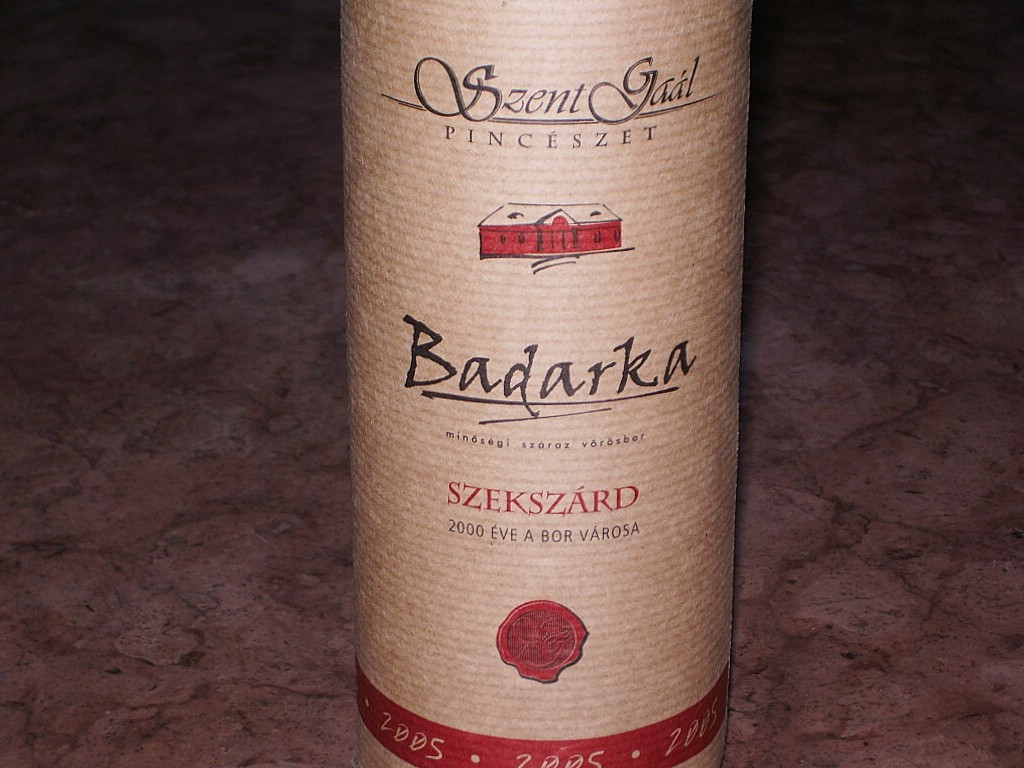 Szent Gaál
PINCÉSZET
Badarka
minőségi száraz vörösbor
SZEKSZÁRD
2000 ÉVE A BOR VÁROSA
2005 • 2005 • 2005